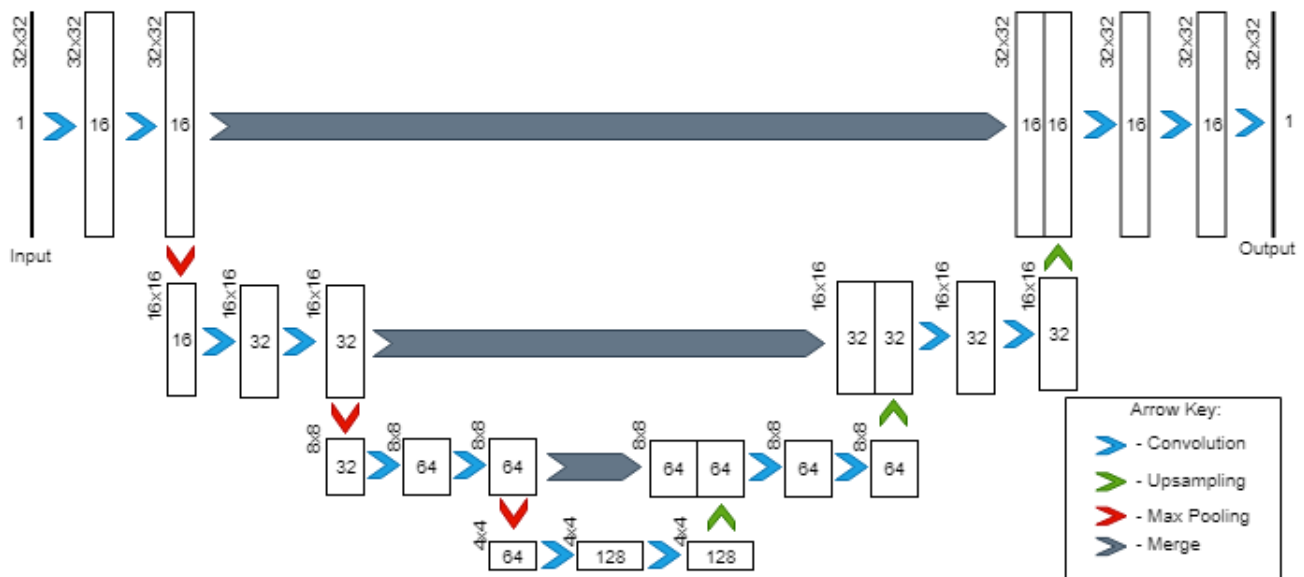 32x32 32x32 32x32 32x32 32x32 32x32 32x32
1 16 16 16 16 16 16 1
Input Output
16x16 16x16 16x16 16x16 16x16 16x16
16 32 32 32 32 32 32
8x8 8x8 8x8 8x8 8x8 8x8
32 64 64 64 64 64 64
4x4 4x4 4x4
64 128 128
Arrow Key:
- Convolution
- Upsampling
- Max Pooling
- Merge